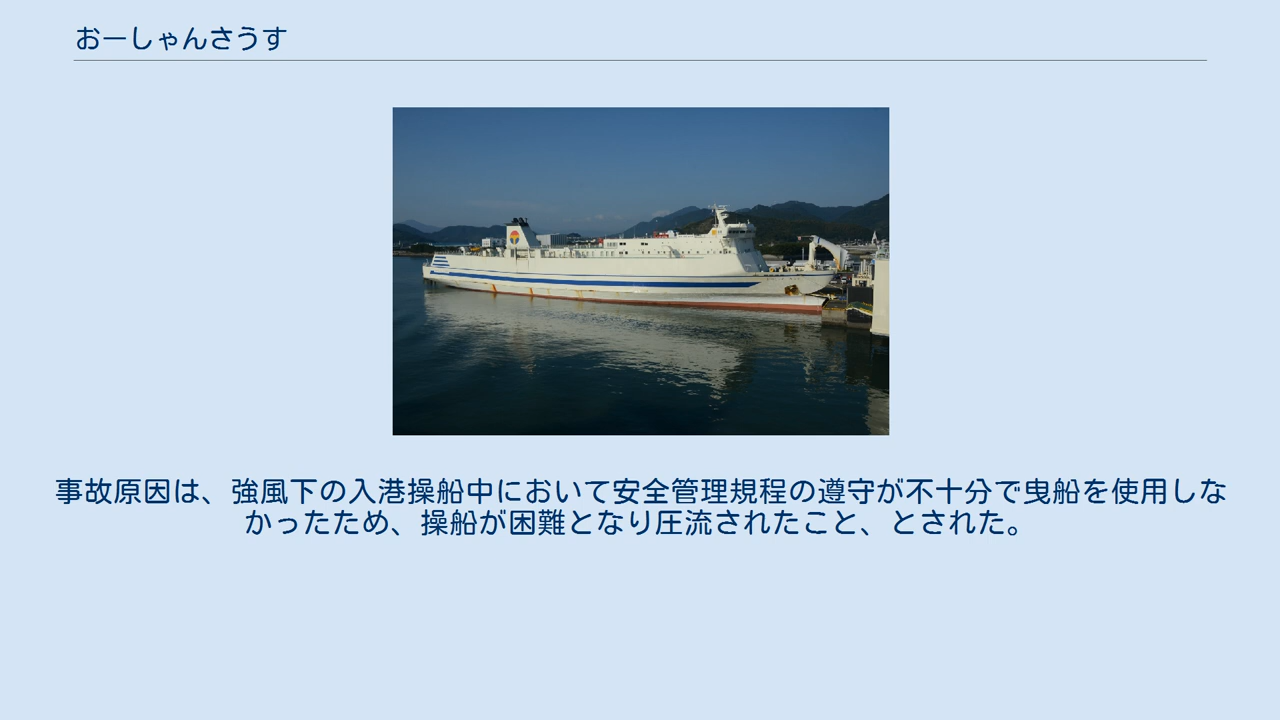 おーしゃんさうす
事故原因は、強風下の入港操船中において安全管理規程の遵守が不十分で曳船を使用しな
かったため、操船が困難となり圧流されたこと、とされた。